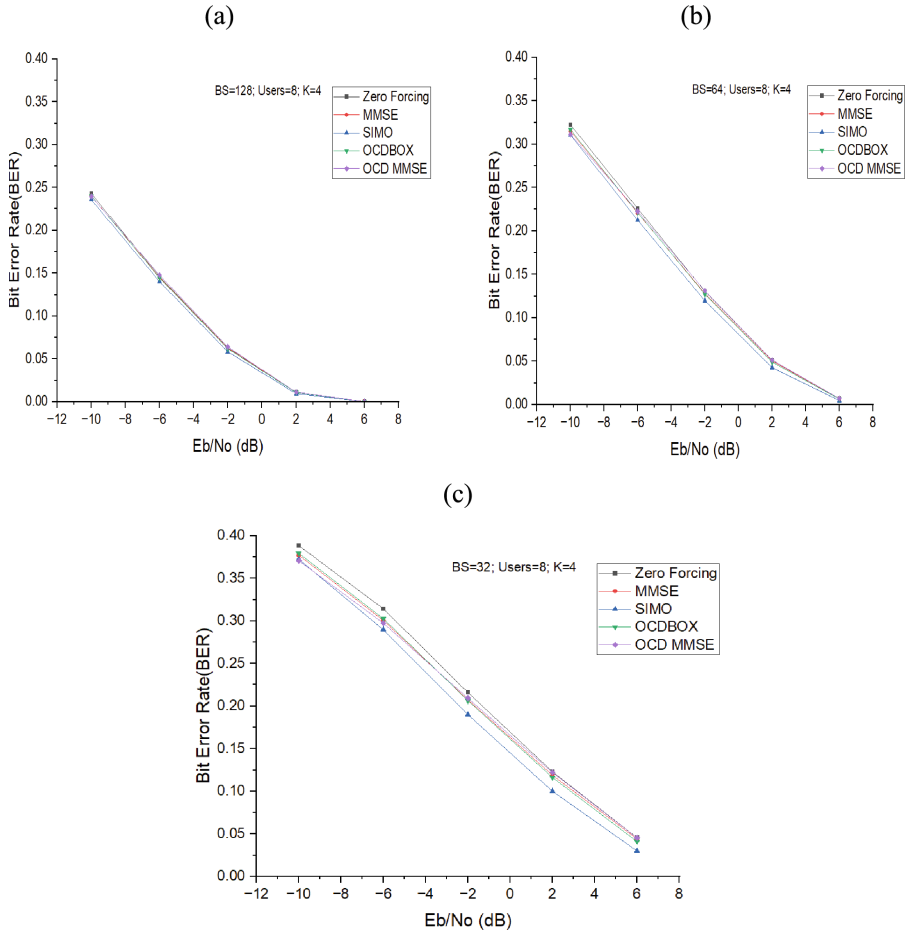 (a)
0.40
0.35
0.30
0.25
0.20
0.15
0.10
0.05
0.00
Bit Error Rate(BER)
BS=128; Users=8; K=4
Zero Forcing
MMSE
SIMO
OCDBOX
OCD MMSE
−12 −10 −8 −6 −4 −2 0 2 4 6 8
Eb/No (dB)
(b)
0.40
0.35
0.30
0.25
0.20
0.15
0.10
0.05
0.00
Bit Error Rate(BER)
BS=64; Users=8; K=4
Zero Forcing
MMSE
SIMO
OCDBOX
OCD MMSE
−12 −10 −8 −6 −4 −2 0 2 4 6 8
Eb/No (dB)
(c)
0.40
0.35
0.30
0.25
0.20
0.15
0.10
0.05
0.00
Bit Error Rate(BER)
BS=32; Users=8; K=4
Zero Forcing
MMSE
SIMO
OCDBOX
OCD MMSE
−12 −10 −8 −6 −4 −2 0 2 4 6 8
Eb/No (dB)